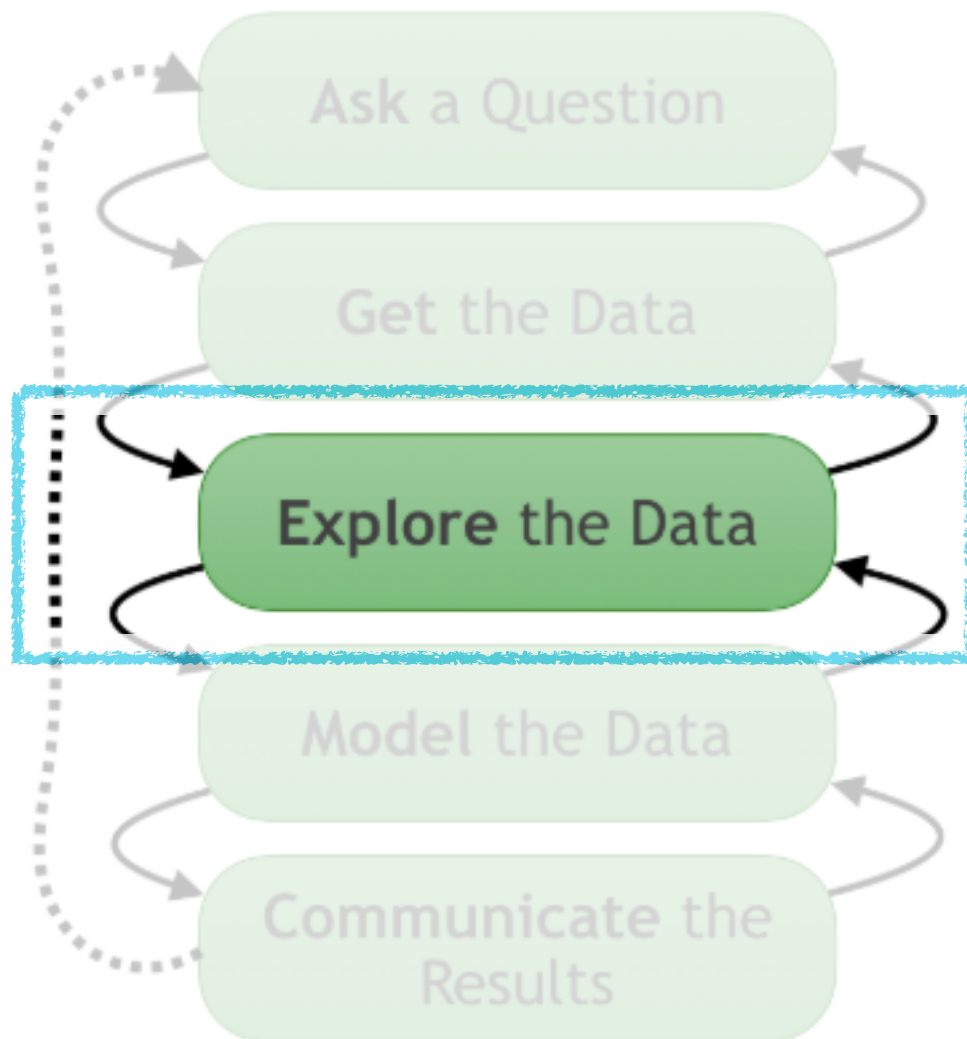 Ask a Question
Get the Data
Explore the Data
Model the Data
Communicate the
Results